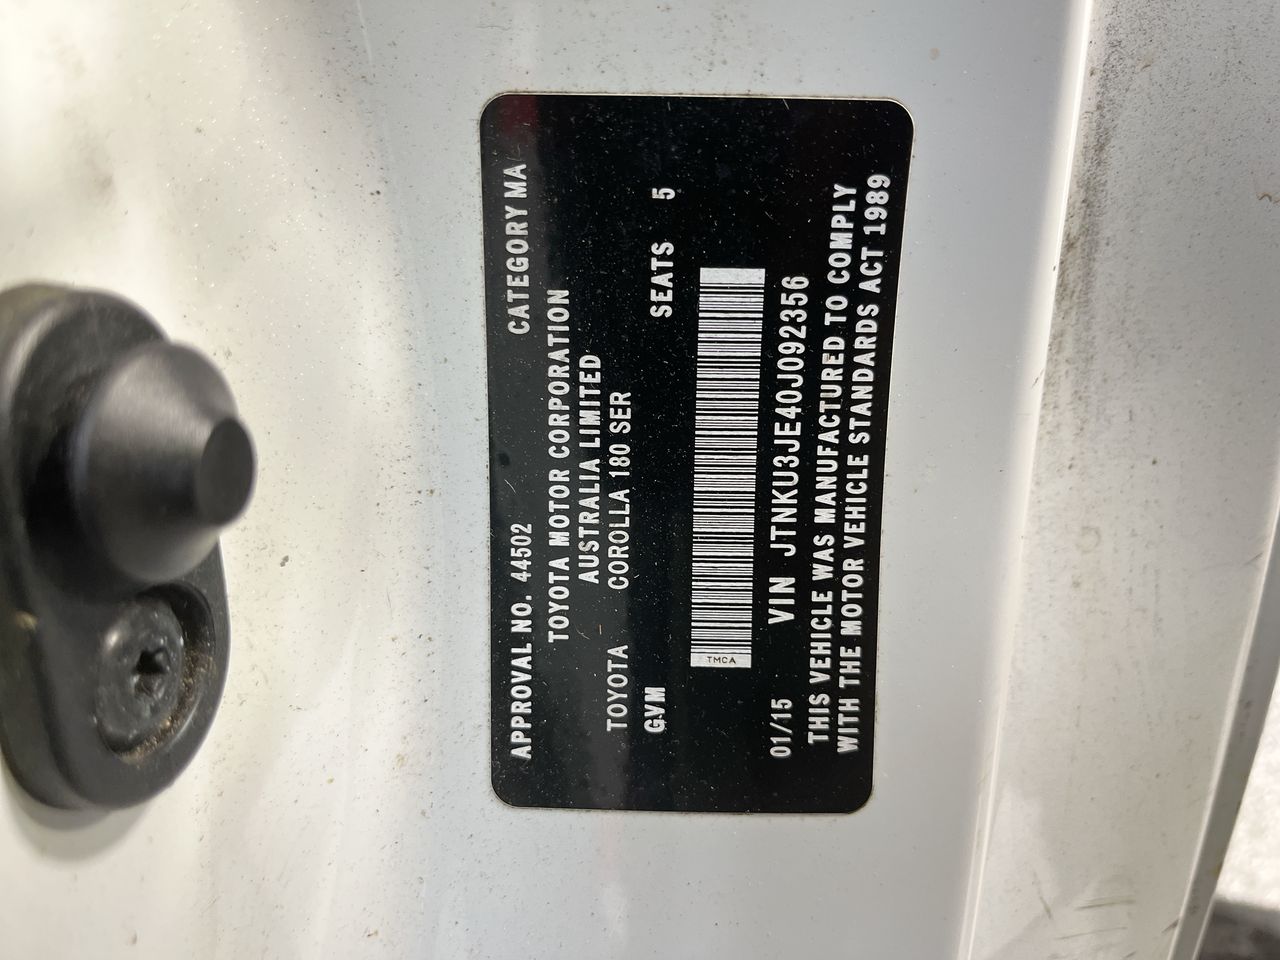 APPROVAL NO. 44502 CATEGORY MA
TOYOTA MOTOR CORPORATION
AUSTRALIA LIMITED
TOYOTA COROLLA 180 SER
GVM SEATS 5
TMCA
01/15 VIN JTNKU3JE40J092356
THIS VEHICLE WAS MANUFACTURED TO COMPLY
WITH THE MOTOR VEHICLE STANDARDS ACT 1989